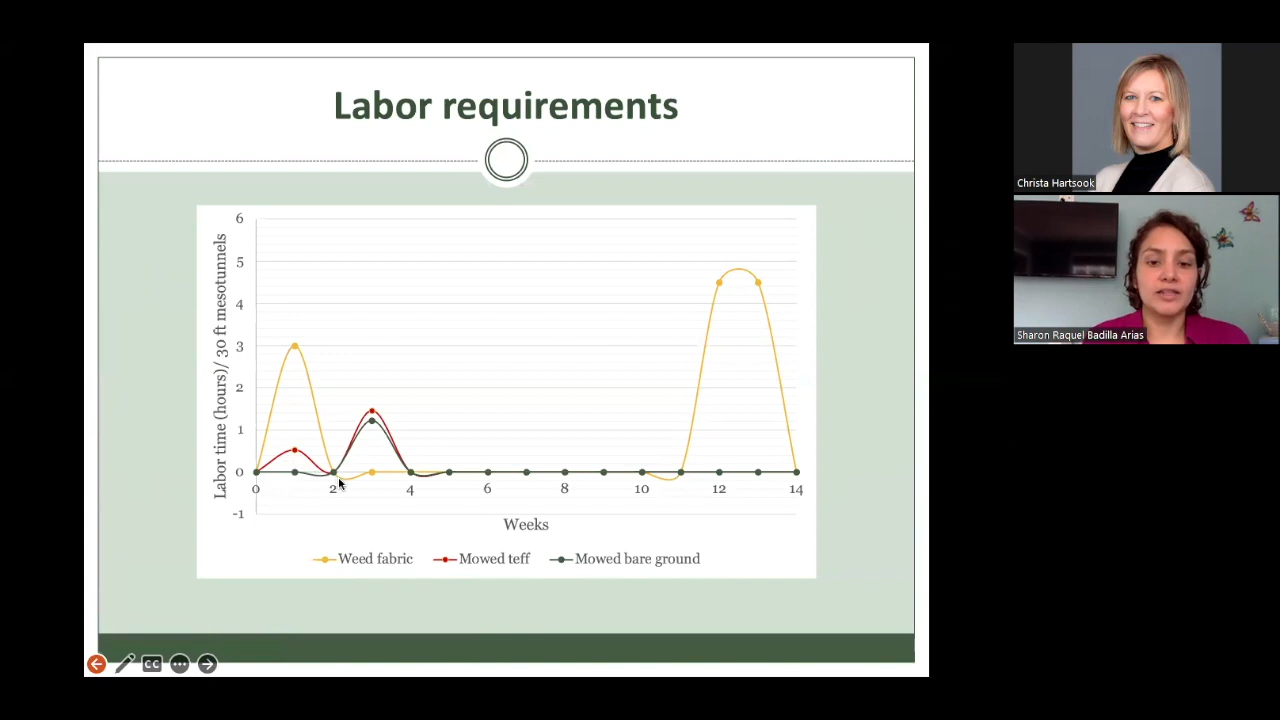 Labor requirements
Labor time (hours)/ 30 ft mesotunnels
6
5
4
3
2
1
0
-1
0 2 4 6 8 10 12 14
Weeks
Weed fabric Mowed teff Mowed bare ground
CC
Christa Hartsook
Sharon Raquel Badilla Arias